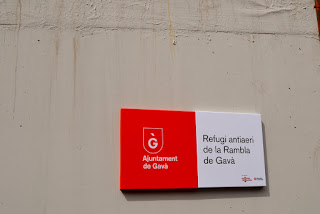 G
Ajuntament
de Gavà
Refugi antiaeri
de la Rambla
de Gavà